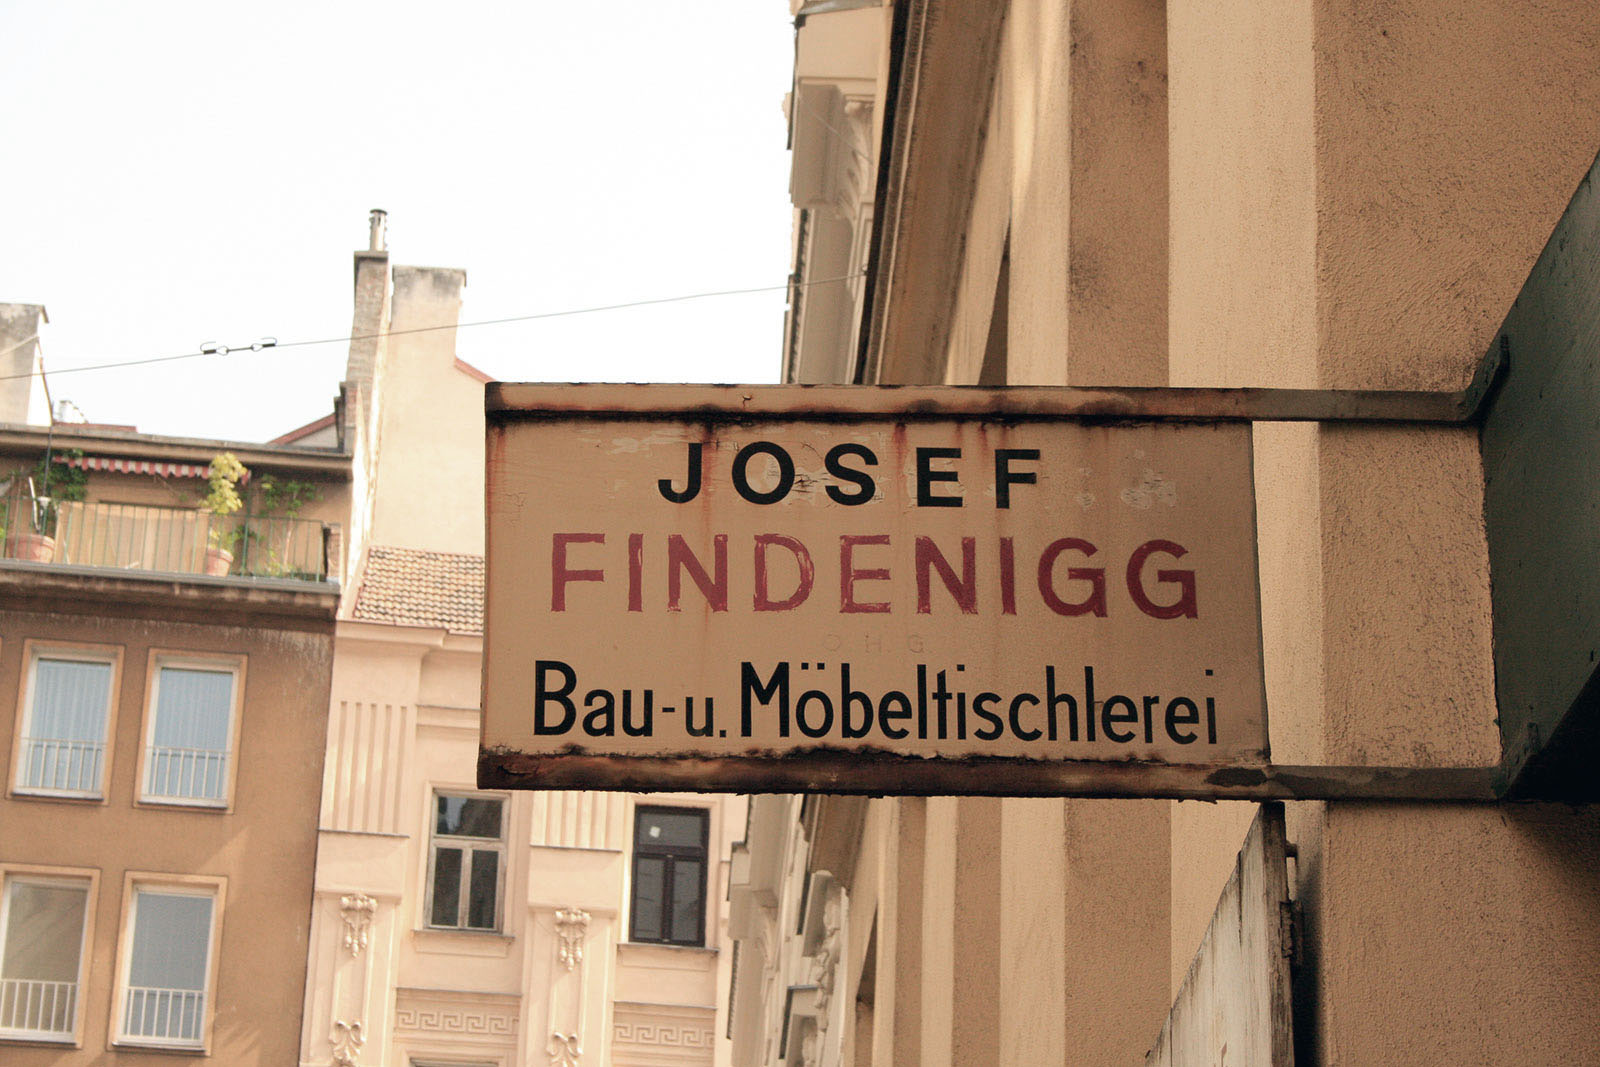 JOSEF
FINDENIGG
O.H.G.
Bau-u. Möbeltischlerei